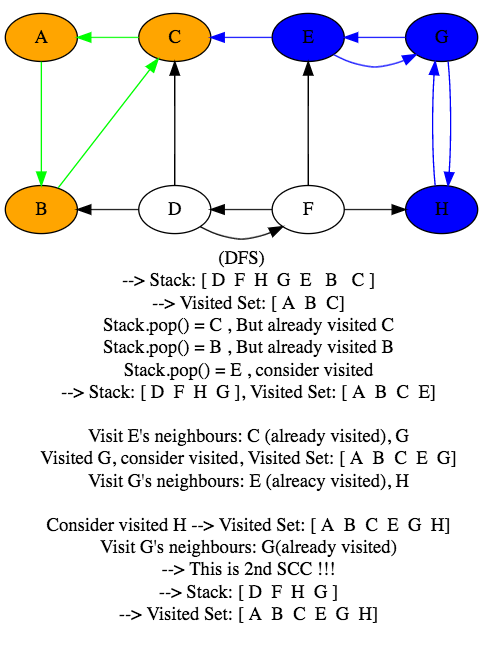 A C E G
B D F H
(DFS)
--> Stack: [ D F H G E B C ]
--> Visited Set: [ A B C]
Stack.pop() = C , But already visited C
Stack.pop() = B , But already visited B
Stack.pop() = E , consider visited
--> Stack: [ D F H G ], Visited Set: [ A B C E]
Visit E's neighbours: C (already visited), G
Visited G, consider visited, Visited Set: [ A B C E G]
Visit G's neighbours: E (alreacy visited), H
Consider visited H --> Visited Set: [ A B C E G H]
Visit G's neighbours: G(already visited)
--> This is 2nd SCC !!!
--> Stack: [ D F H G ]
--> Visited Set: [ A B C E G H]